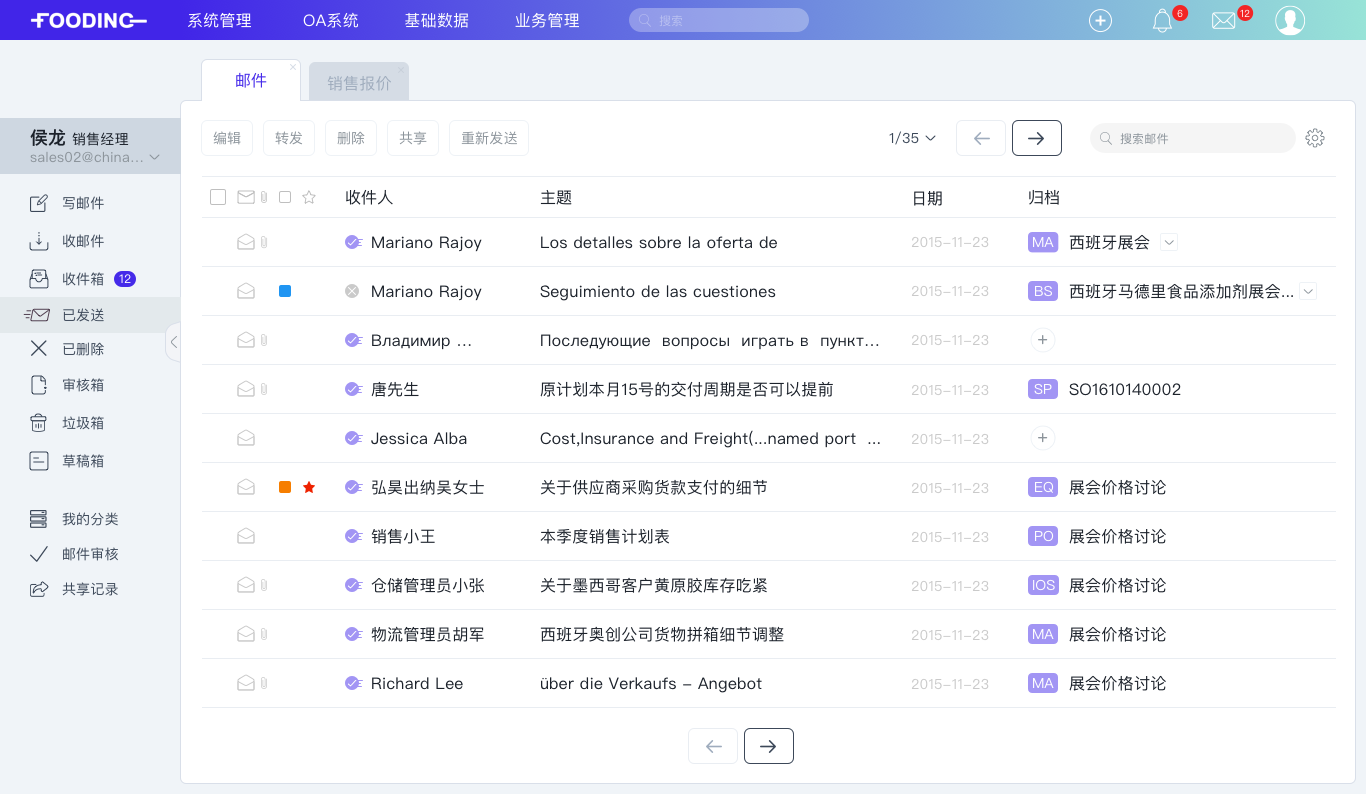 FOODING 系统管理 OA系统 基础数据 业务管理 搜索 6 12
邮件 销售报价
侯龙 销售经理
sales02@china...
写邮件
收邮件
收件箱 12
已发送
已删除
审核箱
垃圾箱
草稿箱
我的分类
邮件审核
共享记录
编辑 转发 删除 共享 重新发送 1/35 搜索邮件
收件人 主题 日期 归档
Mariano Rajoy Los detalles sobre la oferta de 2015-11-23 MA 西班牙展会
Mariano Rajoy Seguimiento de las cuestiones 2015-11-23 BS 西班牙马德里食品添加剂展会...
Владимир ... Последующие вопросы играть в пункт... 2015-11-23
唐先生 原计划本月15号的交付周期是否可以提前 2015-11-23 SP SO1610140002
Jessica Alba Cost,Insurance and Freight(...named port ... 2015-11-23
弘昊出纳吴女士 关于供应商采购货款支付的细节 2015-11-23 EQ 展会价格讨论
销售小王 本季度销售计划表 2015-11-23 PO 展会价格讨论
仓储管理员小张 关于墨西哥客户黄原胶库存吃紧 2015-11-23 IOS 展会价格讨论
物流管理员胡军 西班牙奥创公司货物拼箱细节调整 2015-11-23 MA 展会价格讨论
Richard Lee über die Verkaufs – Angebot 2015-11-23 MA 展会价格讨论